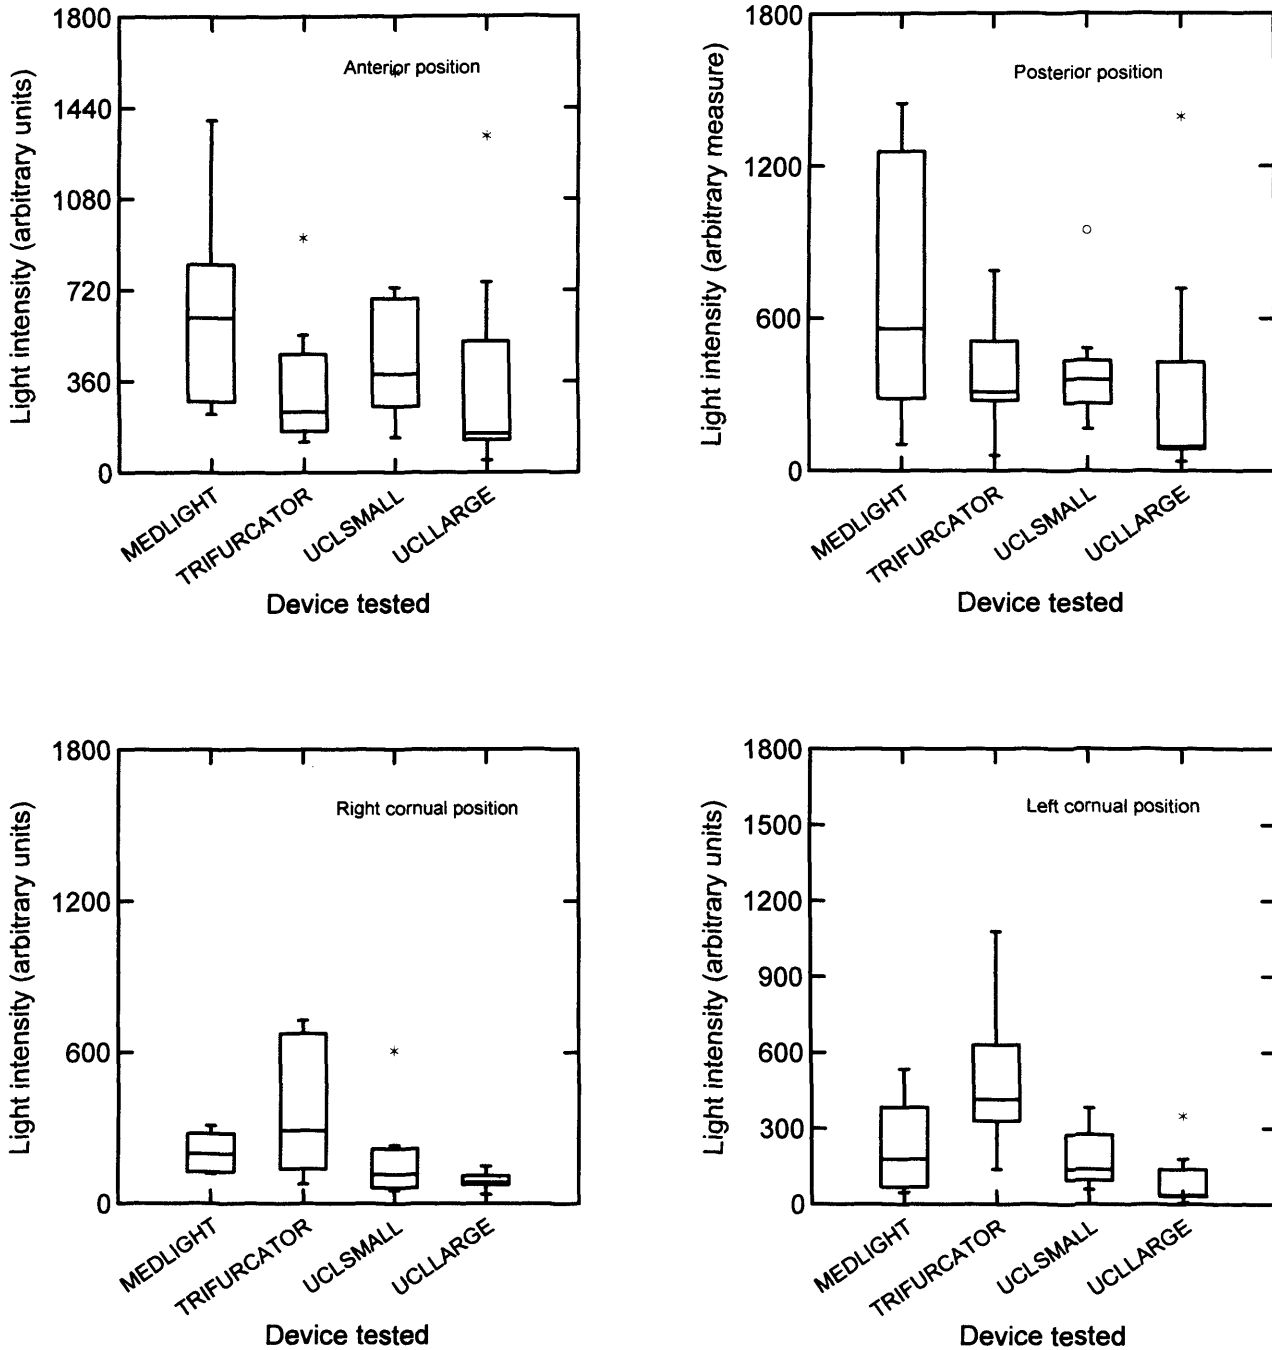 Light intensity (arbitrary units)
1800
1440
1080
720
360
0
Anterior position
MEDLIGHT
TRIFURCATOR
UCLSMALL
UCLLARGE
Device tested
Light intensity (arbitrary measure)
1800
1200
600
0
Posterior position
MEDLIGHT
TRIFURCATOR
UCLSMALL
UCLLARGE
Device tested
Light intensity (arbitrary units)
1800
1200
600
0
Right cornual position
MEDLIGHT
TRIFURCATOR
UCLSMALL
UCLLARGE
Device tested
Light intensity (arbitrary units)
1800
1500
1200
900
600
300
0
Left cornual position
MEDLIGHT
TRIFURCATOR
UCLSMALL
UCLLARGE
Device tested